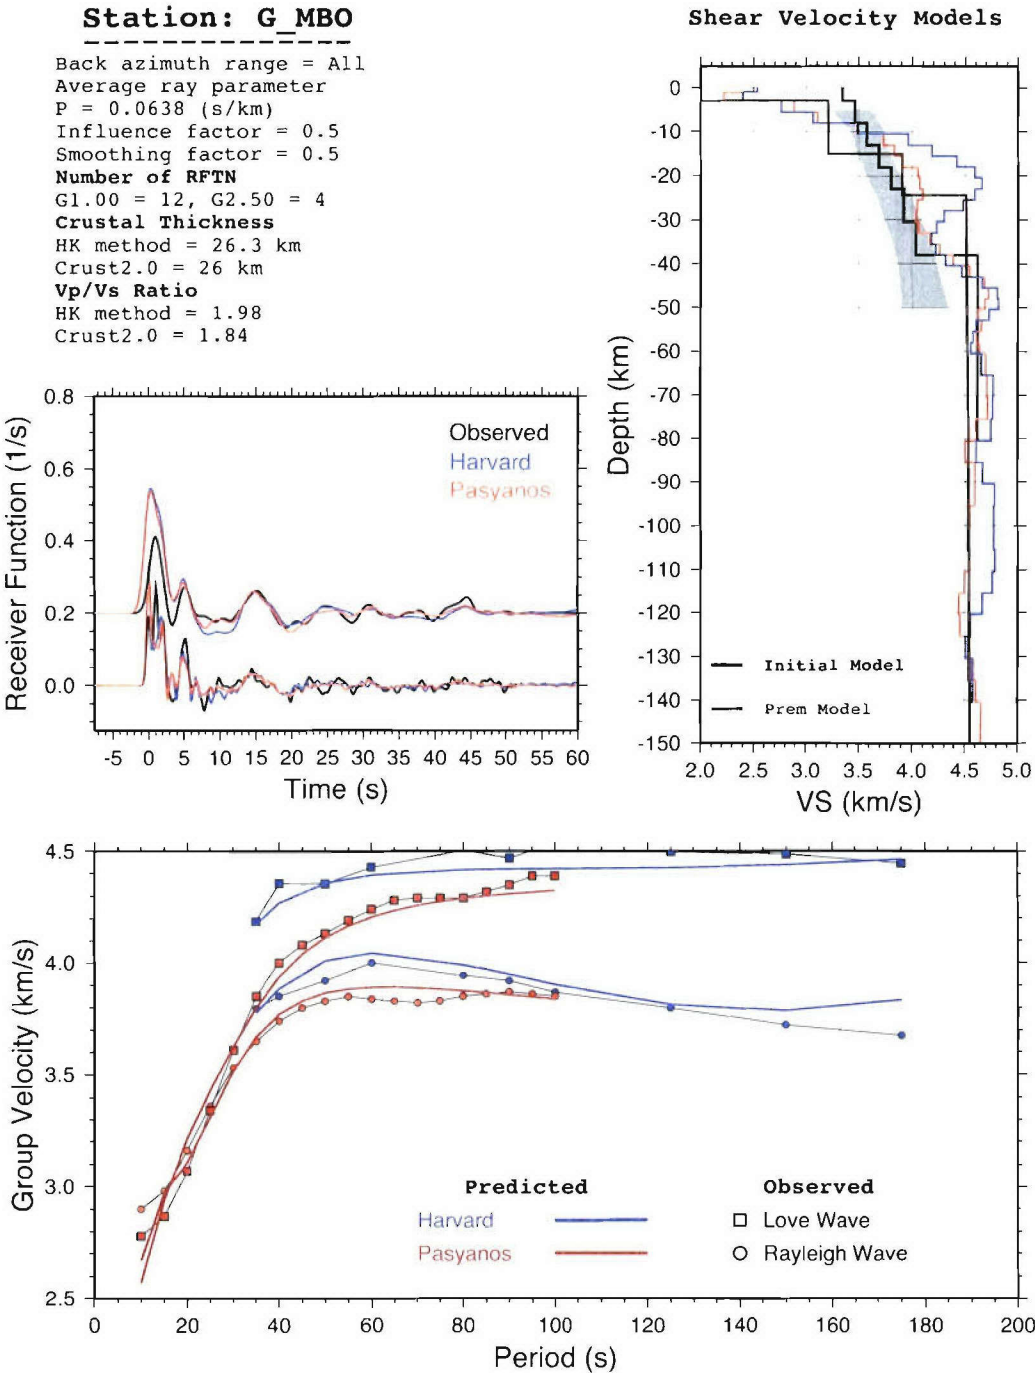 Station: G_MBO
Back azimuth range = All
Average ray parameter
P = 0.0638 (s/km)
Influence factor = 0.5
Smoothing factor = 0.5
Number of RFTN
G1.00 = 12, G2.50 = 4
Crustal Thickness
HK method = 26.3 km
Crust2.0 = 26 km
Vp/Vs Ratio
HK method = 1.98
Crust2.0 = 1.84
Shear Velocity Models
0
-10
-20
-30
-40
-50
-60
-70
-80
-90
-100
-110
-120
-130
-140
-150
Depth (km)
Initial Model
Prem Model
2.0 2.5 3.0 3.5 4.0 4.5 5.0
VS (km/s)
0.8
0.6
0.4
0.2
0.0
Receiver Function (1/s)
Observed
Harvard
Pasyanos
-5 0 5 10 15 20 25 30 35 40 45 50 55 60
Time (s)
4.5
4.0
3.5
3.0
2.5
Group Velocity (km/s)
Predicted Observed
Harvard Love Wave
Pasyanos Rayleigh Wave
0 20 40 60 80 100 120 140 160 180 200
Period (s)